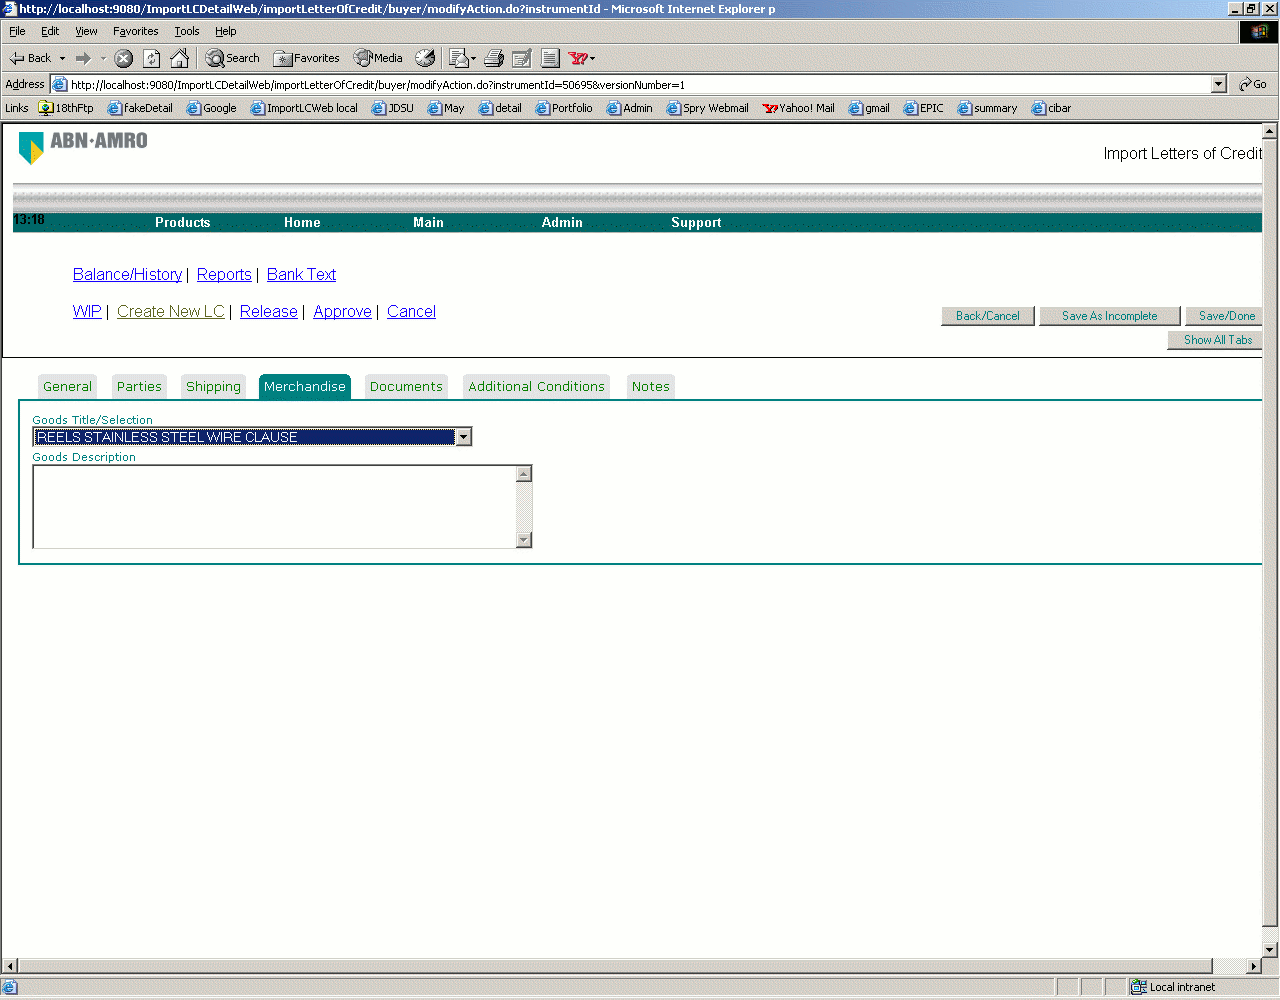 http://localhost:9080/ImportLCDetailWeb/importLetterOfCredit/buyer/modifyAction.do?instrumentId - Microsoft Internet Explorer p
File Edit View Favorites Tools Help
Back Search Favorites Media
Address http://localhost:9080/ImportLCDetailWeb/importLetterOfCredit/buyer/modifyAction.do?instrumentId=50695&versionNumber=1 Go
Links 18thFtp fakeDetail Google ImportLCWeb local JDSU May detail Portfolio Admin Spry Webmail Yahoo! Mail gmail EPIC summary cibar
ABN·AMRO
Import Letters of Credit
13:18 Products Home Main Admin Support
Balance/History | Reports | Bank Text
WIP | Create New LC | Release | Approve | Cancel
Back/Cancel Save As Incomplete Save/Done
Show All Tabs
General Parties Shipping Merchandise Documents Additional Conditions Notes
Goods Title/Selection
REELS STAINLESS STEEL WIRE CLAUSE
Goods Description
Local intranet